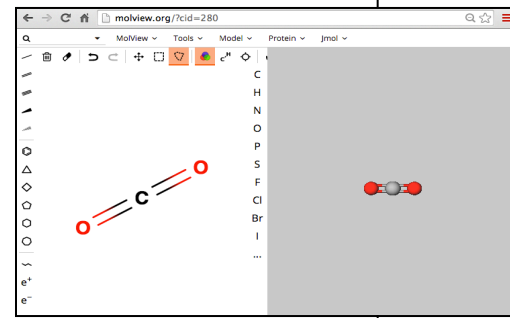 molview.org/?cid=280
MolView Tools Model Protein Jmol
C
H
N
O
P
S
F
Cl
Br
I
...
C^H
O
C
O
e⁺
e⁻